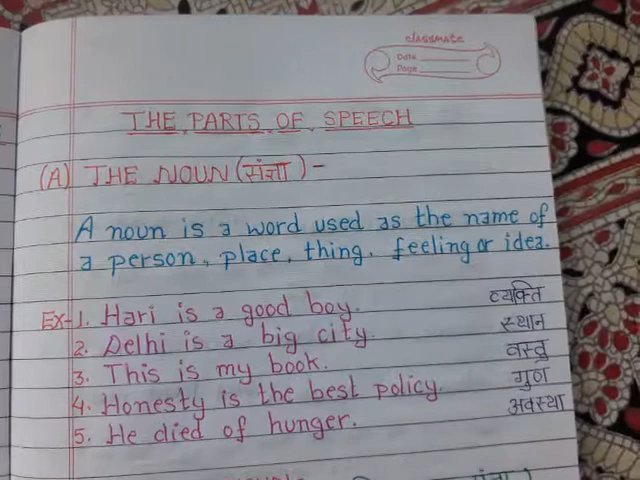 classmate
Date
Page
THE PARTS OF SPEECH
(A) THE NOUN (संज्ञा) -
A noun is a word used as the name of
a person, place, thing, feeling or idea.
Ex-1. Hari is a good boy. व्यक्ति
2. Delhi is a big city. स्थान
3. This is my book. वस्तु
4. Honesty is the best policy. गुण
5. He died of hunger. अवस्था